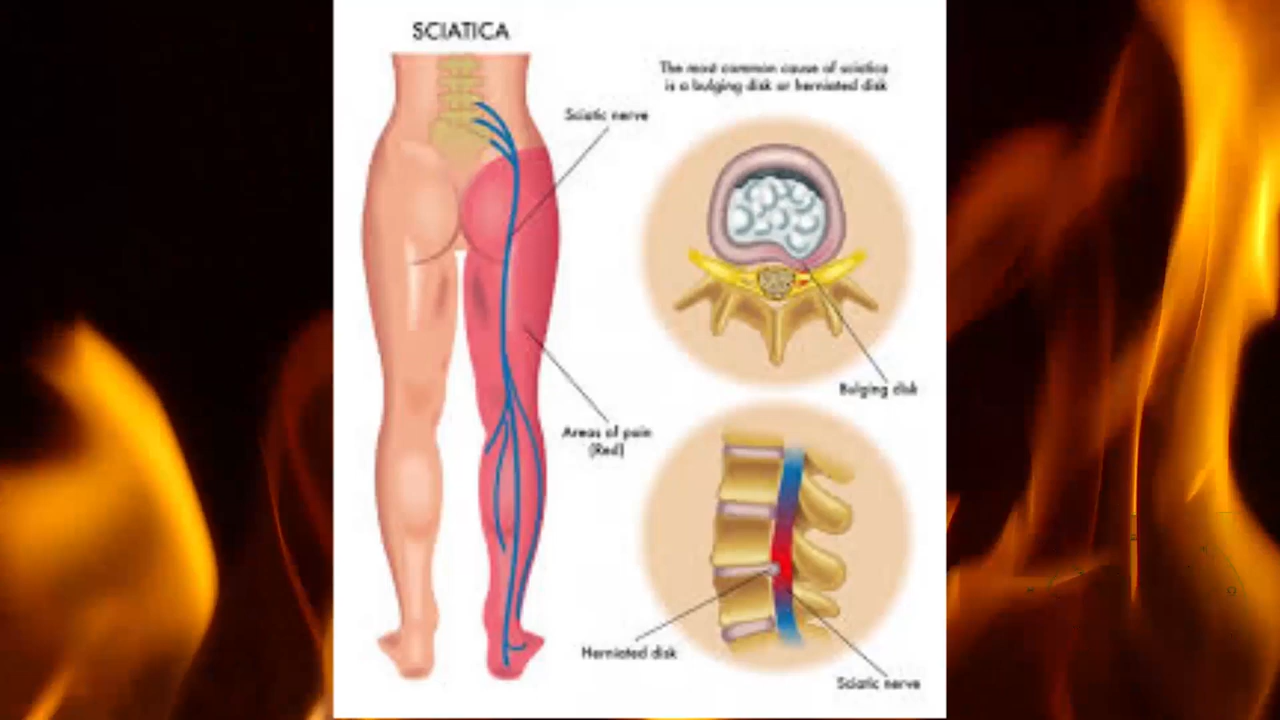 SCIATICA
The most common cause of sciatica
is a bulging disk or herniated disk
Sciatic nerve
Bulging disk
Areas of pain
(Red)
Herniated disk
Sciatic nerve